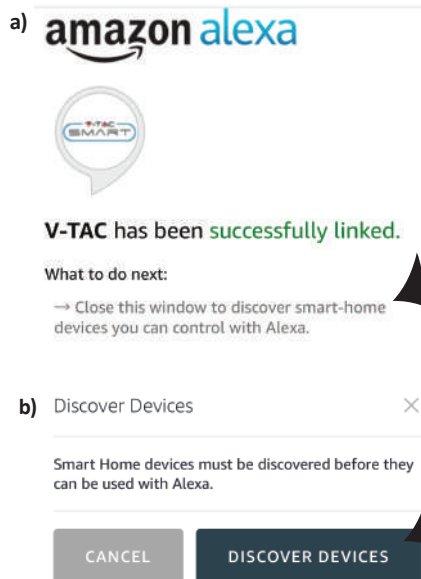 a) amazon alexa
V-TAC
SMART
V-TAC has been successfully linked.
What to do next:
→ Close this window to discover smart-home
devices you can control with Alexa.
b) Discover Devices ×
Smart Home devices must be discovered before they
can be used with Alexa.
CANCEL DISCOVER DEVICES